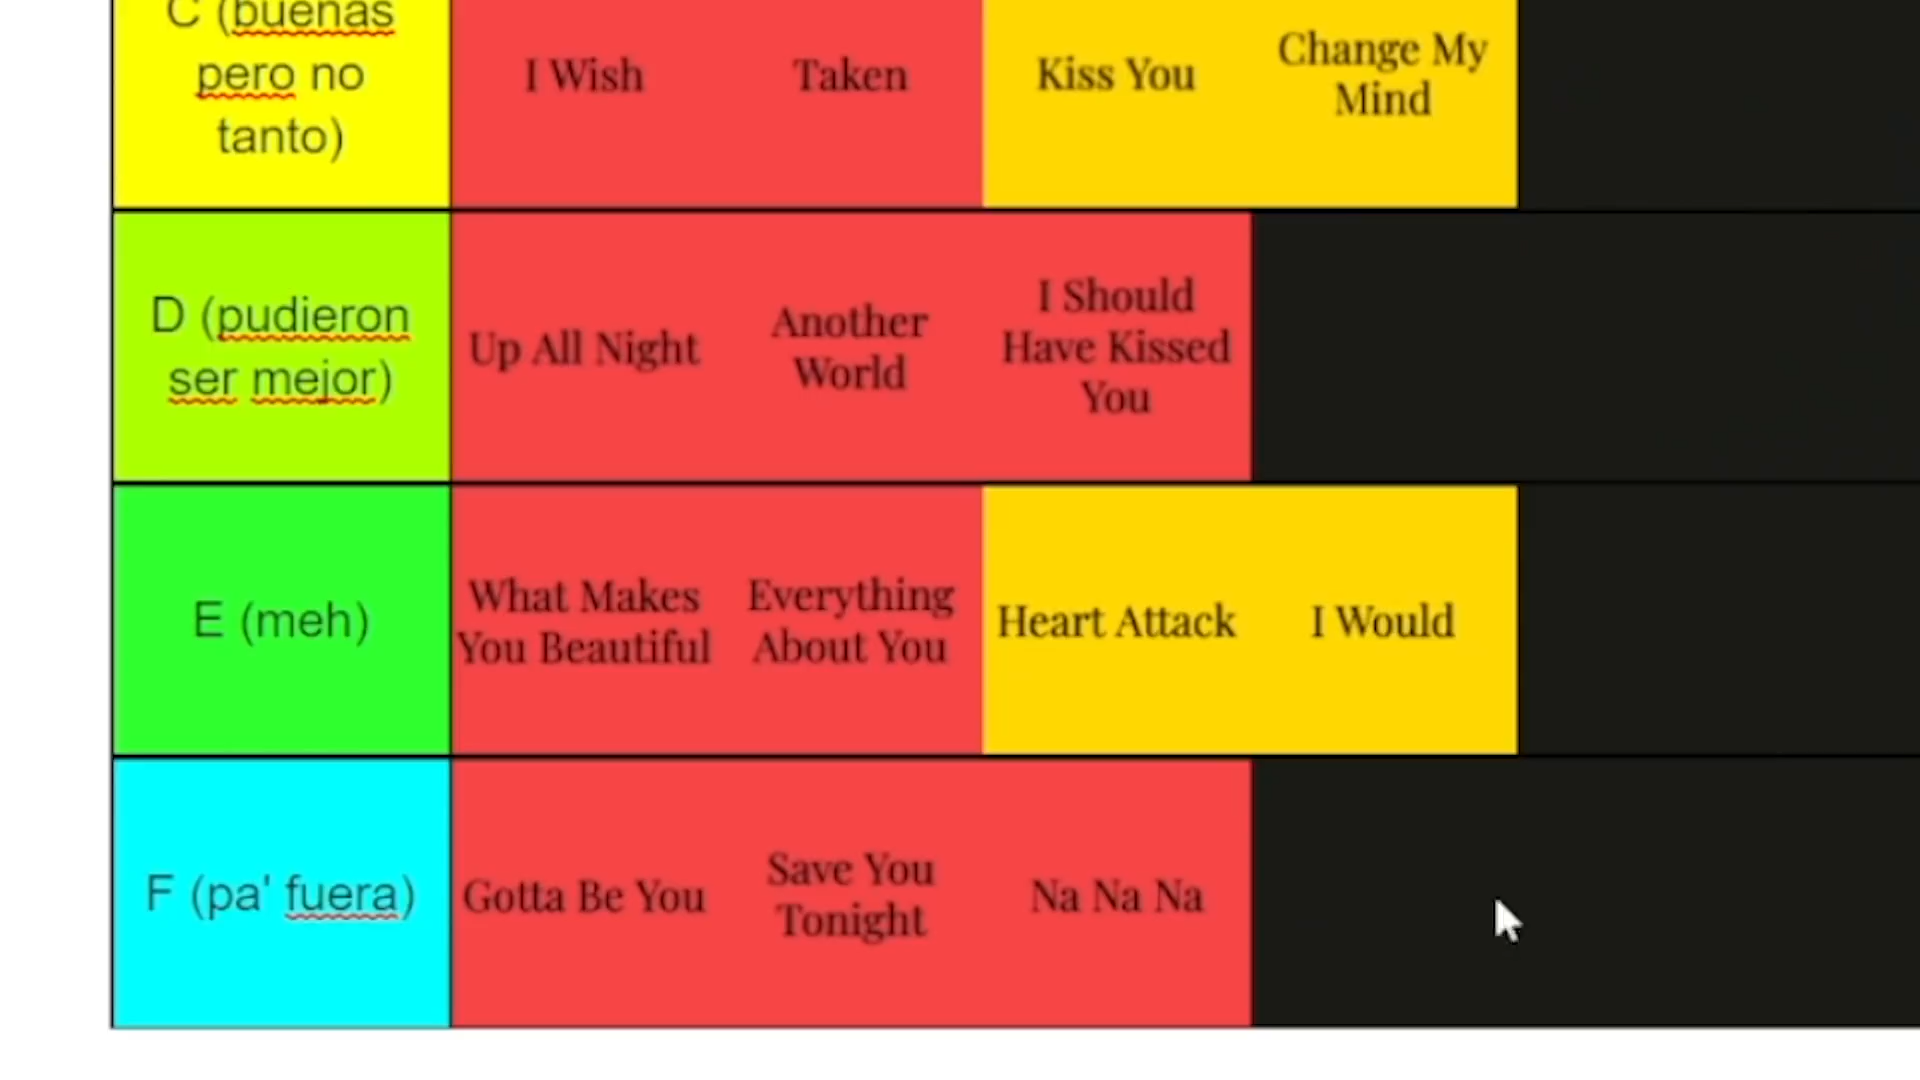 C (buenas
pero no
tanto)
I Wish
Taken
Kiss You
Change My
Mind
D (pudieron
ser mejor)
Up All Night
Another
World
I Should
Have Kissed
You
E (meh)
What Makes
You Beautiful
Everything
About You
Heart Attack
I Would
F (pa' fuera)
Gotta Be You
Save You
Tonight
Na Na Na